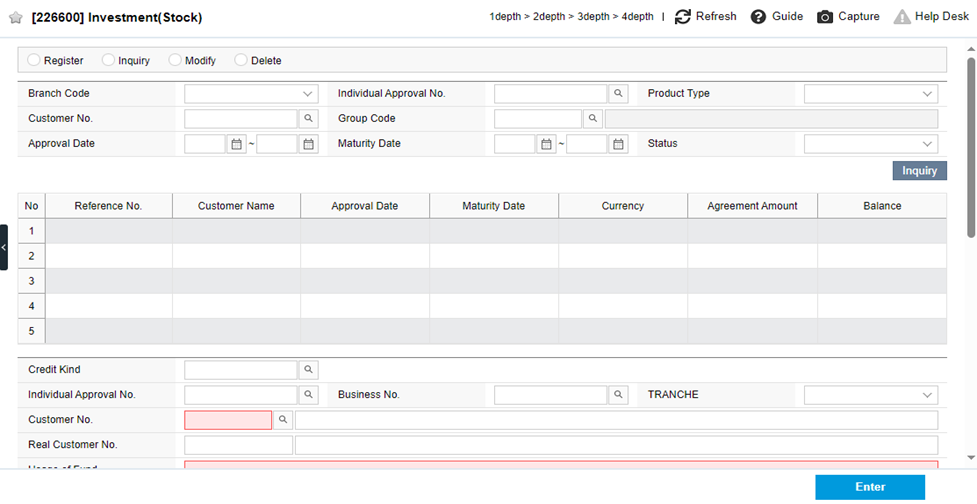 [226600] Investment(Stock) 1depth > 2depth > 3depth > 4depth | Refresh Guide Capture Help Desk
Register Inquiry Modify Delete
Branch Code Individual Approval No. Product Type
Customer No. Group Code
Approval Date ~ Maturity Date ~ Status
Inquiry
No Reference No. Customer Name Approval Date Maturity Date Currency Agreement Amount Balance
1
2
3
4
5
Credit Kind
Individual Approval No. Business No. TRANCHE
Customer No.
Real Customer No.
Usage of Fund
Enter